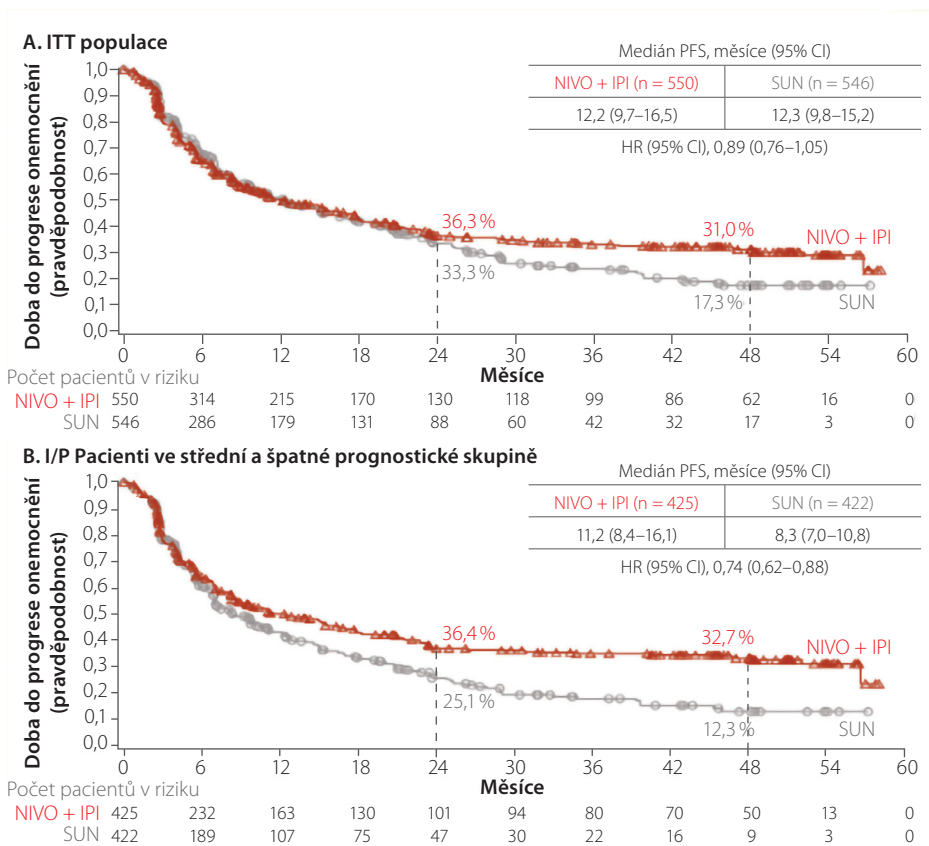 A. ITT populace
Medián PFS, měsíce (95% CI)
NIVO + IPI (n = 550) SUN (n = 546)
12,2 (9,7–16,5) 12,3 (9,8–15,2)
HR (95% CI), 0,89 (0,76–1,05)
Doba do progrese onemocnění
(pravděpodobnost)
1,0
0,9
0,8
0,7
0,6
0,5
0,4
0,3
0,2
0,1
0,0
36,3 %
33,3 %
31,0 %
17,3 %
NIVO + IPI
SUN
0 6 12 18 24 30 36 42 48 54 60
Měsíce
Počet pacientů v riziku
NIVO + IPI 550 314 215 170 130 118 99 86 62 16 0
SUN 546 286 179 131 88 60 42 32 17 3 0
B. I/P Pacienti ve střední a špatné prognostické skupině
Medián PFS, měsíce (95% CI)
NIVO + IPI (n = 425) SUN (n = 422)
11,2 (8,4–16,1) 8,3 (7,0–10,8)
HR (95% CI), 0,74 (0,62–0,88)
Doba do progrese onemocnění
(pravděpodobnost)
1,0
0,9
0,8
0,7
0,6
0,5
0,4
0,3
0,2
0,1
0,0
36,4 %
25,1 %
32,7 %
12,3 %
NIVO + IPI
SUN
0 6 12 18 24 30 36 42 48 54 60
Měsíce
Počet pacientů v riziku
NIVO + IPI 425 232 163 130 101 94 80 70 50 13 0
SUN 422 189 107 75 47 30 22 16 9 3 0